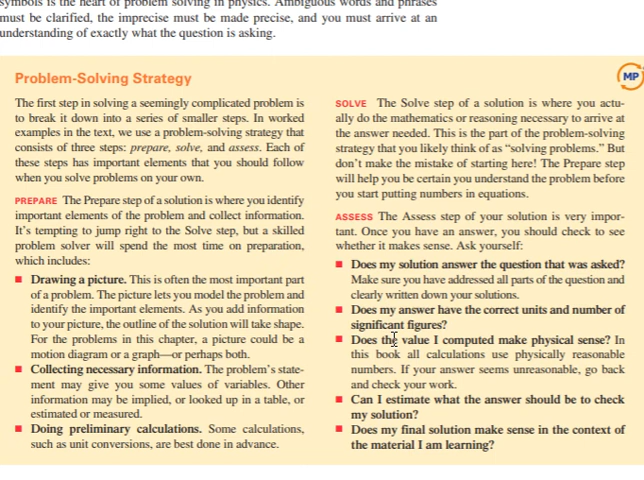 symbols is the heart of problem solving in physics. Ambiguous words and phrases
must be clarified, the imprecise must be made precise, and you must arrive at an
understanding of exactly what the question is asking.
Problem-Solving Strategy
MP
The first step in solving a seemingly complicated problem is
to break it down into a series of smaller steps. In worked
examples in the text, we use a problem-solving strategy that
consists of three steps: prepare, solve, and assess. Each of
these steps has important elements that you should follow
when you solve problems on your own.
PREPARE The Prepare step of a solution is where you identify
important elements of the problem and collect information.
It's tempting to jump right to the Solve step, but a skilled
problem solver will spend the most time on preparation,
which includes:
■ Drawing a picture. This is often the most important part
of a problem. The picture lets you model the problem and
identify the important elements. As you add information
to your picture, the outline of the solution will take shape.
For the problems in this chapter, a picture could be a
motion diagram or a graph—or perhaps both.
■ Collecting necessary information. The problem's state-
ment may give you some values of variables. Other
information may be implied, or looked up in a table, or
estimated or measured.
■ Doing preliminary calculations. Some calculations,
such as unit conversions, are best done in advance.
SOLVE The Solve step of a solution is where you actu-
ally do the mathematics or reasoning necessary to arrive at
the answer needed. This is the part of the problem-solving
strategy that you likely think of as “solving problems.” But
don't make the mistake of starting here! The Prepare step
will help you be certain you understand the problem before
you start putting numbers in equations.
ASSESS The Assess step of your solution is very impor-
tant. Once you have an answer, you should check to see
whether it makes sense. Ask yourself:
■ Does my solution answer the question that was asked?
Make sure you have addressed all parts of the question and
clearly written down your solutions.
■ Does my answer have the correct units and number of
significant figures?
■ Does the value I computed make physical sense? In
this book all calculations use physically reasonable
numbers. If your answer seems unreasonable, go back
and check your work.
■ Can I estimate what the answer should be to check
my solution?
■ Does my final solution make sense in the context of
the material I am learning?